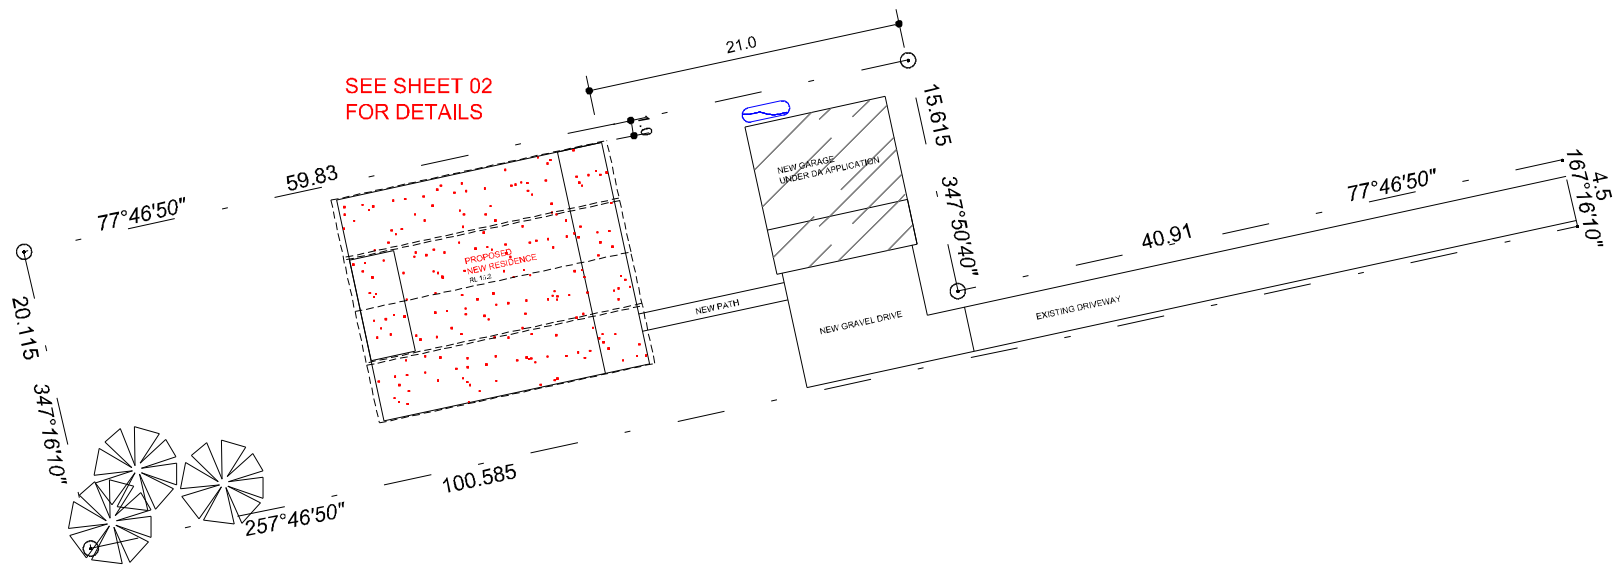 21.0
SEE SHEET 02
FOR DETAILS
1.0
15.615
59.83
77°46'50"
NEW GARAGE
UNDER DA APPLICATION
347°50'40"
77°46'50"
4.5
167°16'10"
40.91
PROPOSED
NEW RESIDENCE
NEW PATH
NEW GRAVEL DRIVE
EXISTING DRIVEWAY
20.115
347°16'10"
100.585
257°46'50"